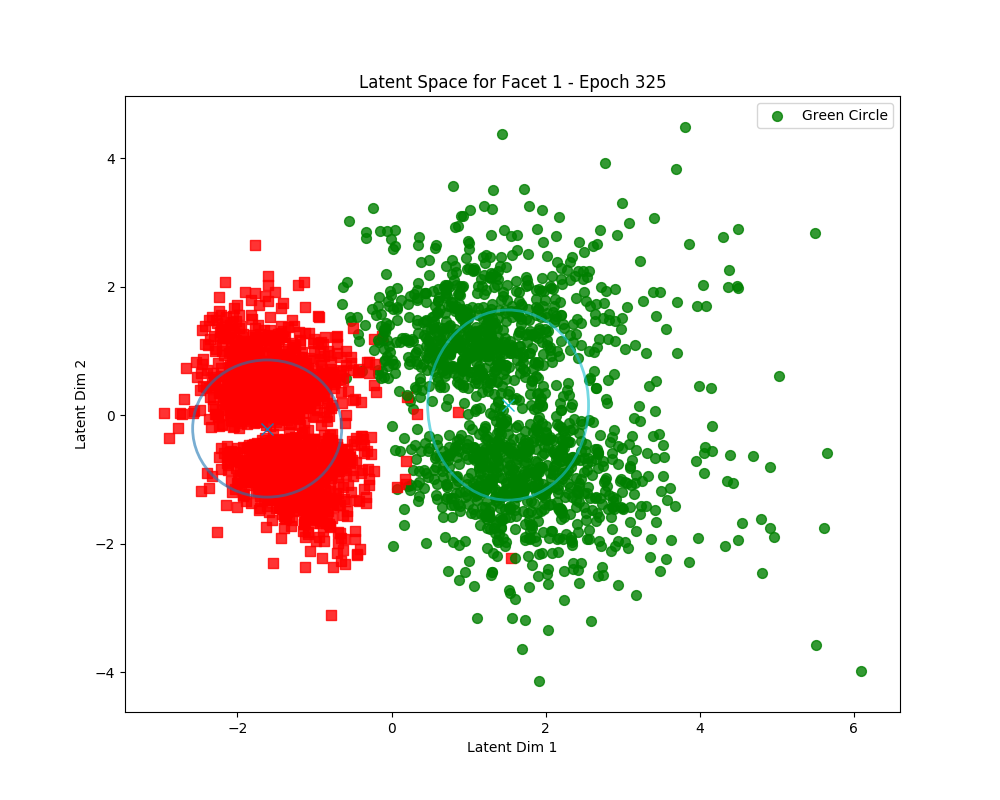 Latent Space for Facet 1 - Epoch 325
Green Circle
Latent Dim 2
4
2
0
−2
−4
−2
0
2
4
6
Latent Dim 1